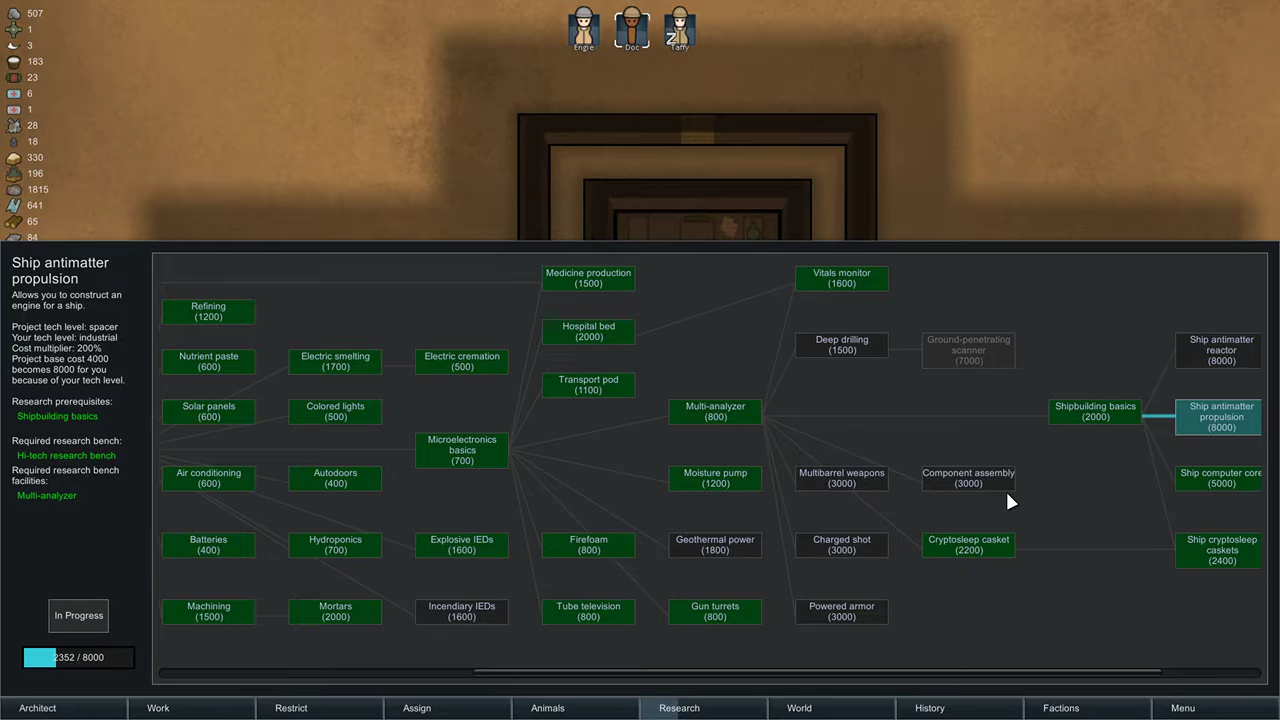 507
1
3
183
23
6
1
28
18
330
196
1815
641
65
84
Engie
Doc
Z
Taffy
Ship antimatter
propulsion
Allows you to construct an
engine for a ship.
Project tech level: spacer
Your tech level: industrial
Cost multiplier: 200%
Project base cost 4000
becomes 8000 for you
because of your tech level.
Research prerequisites:
Shipbuilding basics
Required research bench:
Hi-tech research bench
Required research bench
facilities:
Multi-analyzer
In Progress
2352 / 8000
Refining
(1200)
Nutrient paste
(600)
Solar panels
(600)
Air conditioning
(600)
Batteries
(400)
Machining
(1500)
Electric smelting
(1700)
Colored lights
(500)
Autodoors
(400)
Hydroponics
(700)
Mortars
(2000)
Electric cremation
(500)
Microelectronics
basics
(700)
Explosive IEDs
(1600)
Incendiary IEDs
(1600)
Medicine production
(1500)
Hospital bed
(2000)
Transport pod
(1100)
Firefoam
(800)
Tube television
(800)
Multi-analyzer
(800)
Moisture pump
(1200)
Geothermal power
(1800)
Gun turrets
(800)
Vitals monitor
(1600)
Deep drilling
(1500)
Multibarrel weapons
(3000)
Charged shot
(3000)
Powered armor
(3000)
Ground-penetrating
scanner
(7000)
Component assembly
(3000)
Cryptosleep casket
(2200)
Shipbuilding basics
(2000)
Ship antimatter
reactor
(8000)
Ship antimatter
propulsion
(8000)
Ship computer core
(5000)
Ship cryptosleep
caskets
(2400)
Architect
Work
Restrict
Assign
Animals
Research
World
History
Factions
Menu